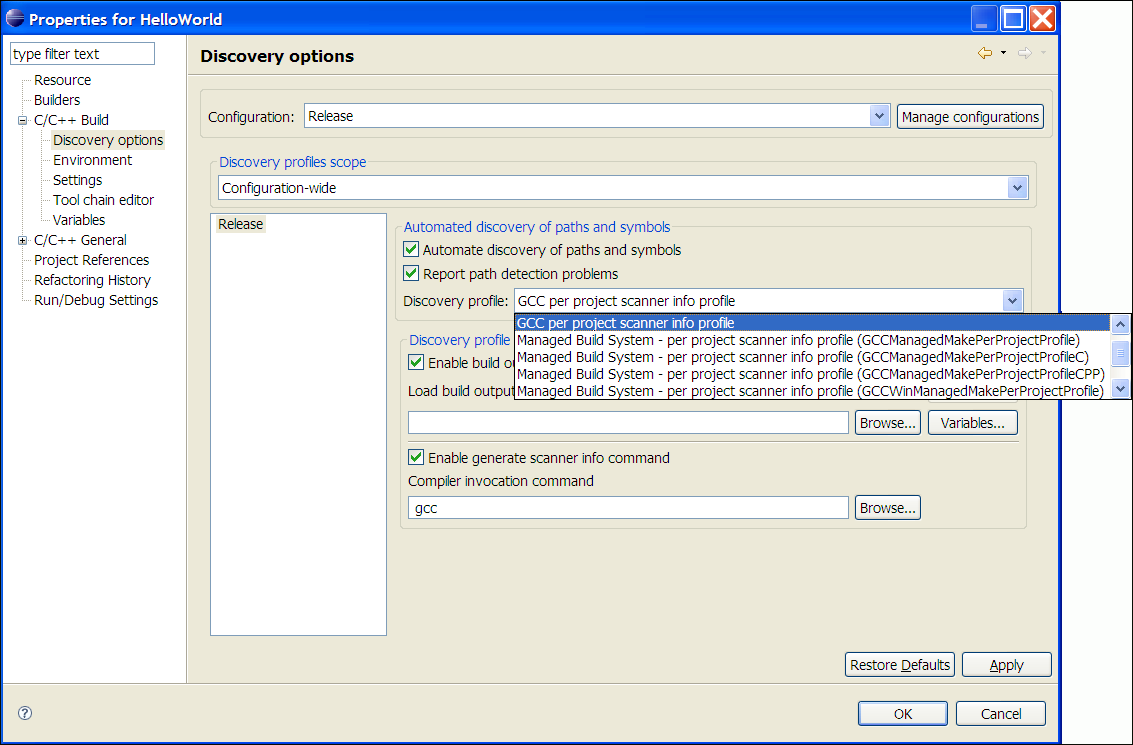 Properties for HelloWorld
type filter text
Resource
Builders
C/C++ Build
Discovery options
Environment
Settings
Tool chain editor
Variables
C/C++ General
Project References
Refactoring History
Run/Debug Settings
Discovery options
Configuration: Release Manage configurations
Discovery profiles scope
Configuration-wide
Release
Automated discovery of paths and symbols
Automate discovery of paths and symbols
Report path detection problems
Discovery profile: GCC per project scanner info profile
GCC per project scanner info profile
Managed Build System - per project scanner info profile (GCCManagedMakePerProjectProfile)
Managed Build System - per project scanner info profile (GCCManagedMakePerProjectProfileC)
Managed Build System - per project scanner info profile (GCCManagedMakePerProjectProfileCPP)
Managed Build System - per project scanner info profile (GCCWinManagedMakePerProjectProfile)
Discovery profile
Enable build
Load build output
Browse... Variables...
Enable generate scanner info command
Compiler invocation command
gcc Browse...
Restore Defaults Apply
? OK Cancel